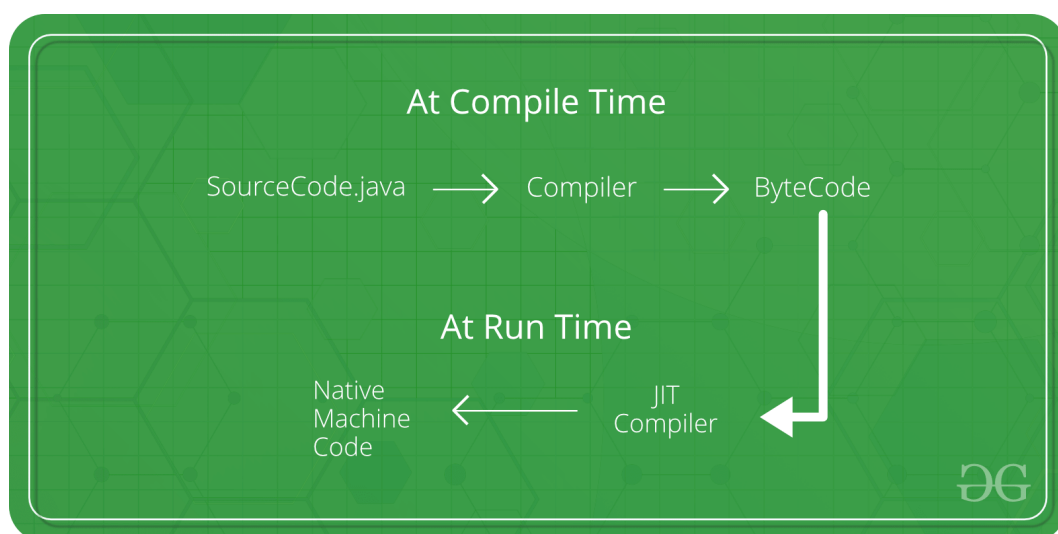 At Compile Time
SourceCode.java
Compiler
ByteCode
At Run Time
Native
Machine
Code
JIT
Compiler